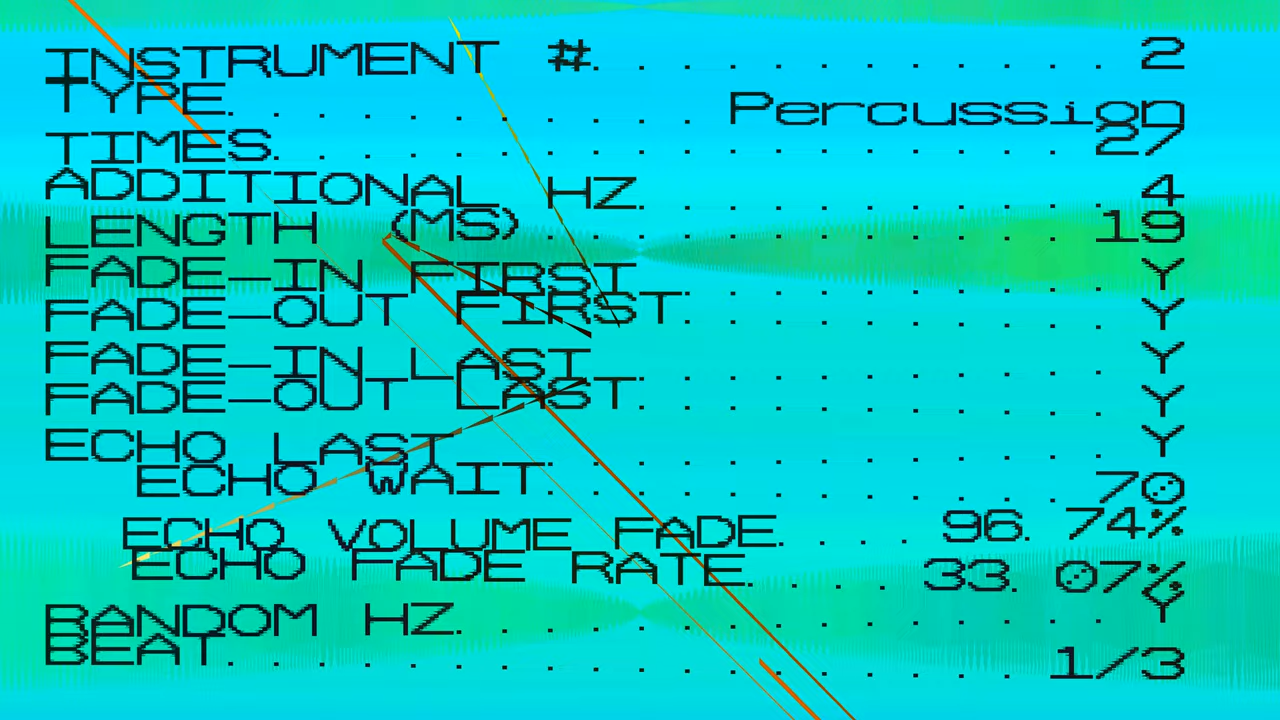 INSTRUMENT #. . . . . . . . . . . . 2
TYPE. . . . . . . . . . . Percussion
TIMES. . . . . . . . . . . . . . . . . . . 27
ADDITIONAL HZ. . . . . . . . . . . 4
LENGTH (MS) . . . . . . . . . . . . 19
FADE-IN FIRST. . . . . . . . . . . Y
FADE-OUT FIRST. . . . . . . . . . Y
FADE-IN LAST. . . . . . . . . . . . Y
FADE-OUT LAST. . . . . . . . . . . Y
ECHO LAST. . . . . . . . . . . . . . . Y
ECHO WAIT. . . . . . . . . . . . . 70
ECHO VOLUME FADE. . . . 96. 74%
ECHO FADE RATE. . . . 33. 07%
RANDOM HZ. . . . . . . . . . . . . . . Y
BEAT. . . . . . . . . . . . . . . . . . . 1/3